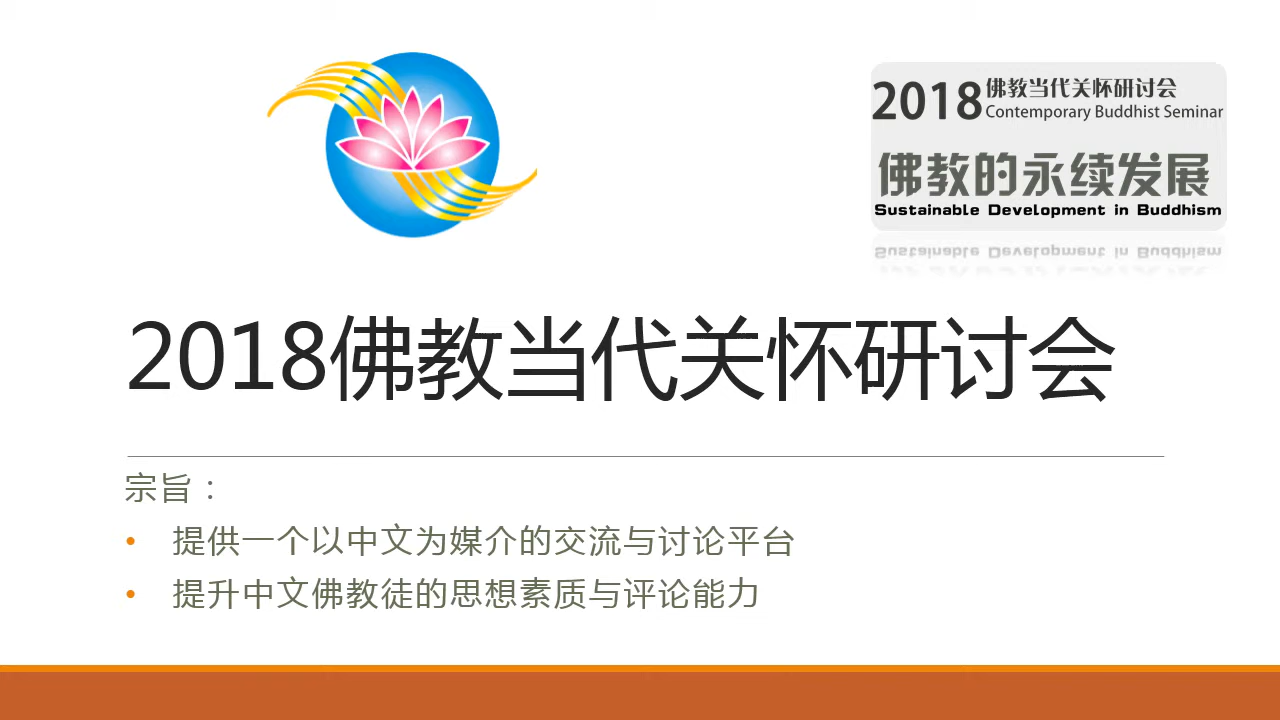 2018佛教当代关怀研讨会
Contemporary Buddhist Seminar
佛教的永续发展
Sustainable Development in Buddhism
2018佛教当代关怀研讨会
宗旨：
• 提供一个以中文为媒介的交流与讨论平台
• 提升中文佛教徒的思想素质与评论能力